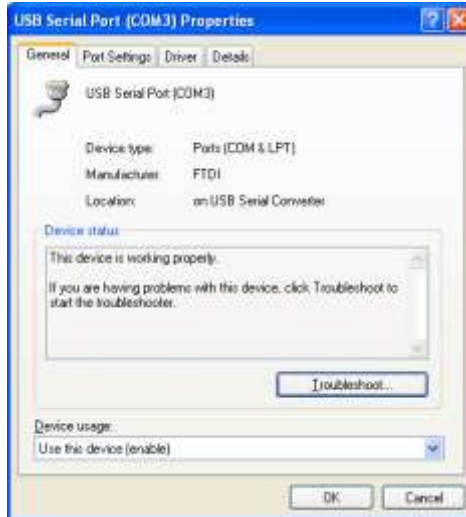 USB Serial Port (COM3) Properties
General Port Settings Driver Details
USB Serial Port (COM3)
Device type: Ports (COM & LPT)
Manufacturer: FTDI
Location: on USB Serial Converter
Device status
This device is working properly.
If you are having problems with this device, click Troubleshoot to
start the troubleshooter.
Troubleshoot...
Device usage:
Use this device (enable)
OK Cancel